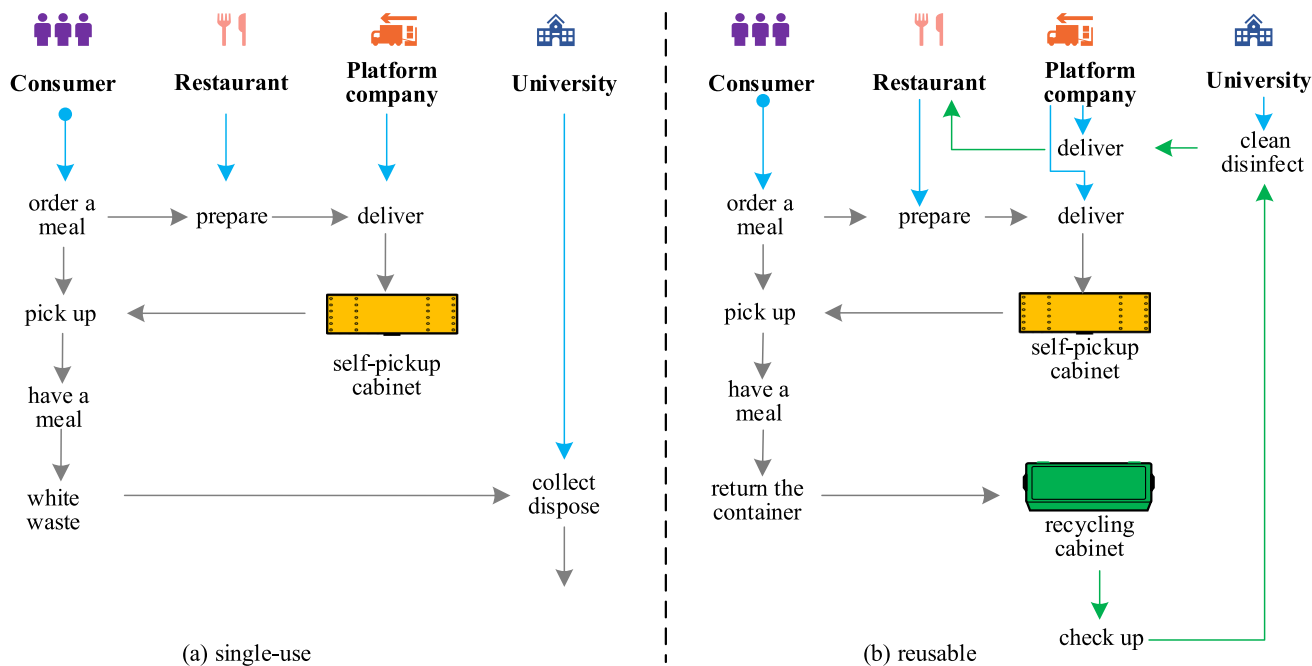 Consumer
Restaurant
Platform
company
University
order a
meal
prepare
deliver
pick up
self-pickup
cabinet
have a
meal
white
waste
collect
dispose
(a) single-use
Consumer
Restaurant
Platform
company
University
deliver
clean
disinfect
order a
meal
prepare
deliver
pick up
self-pickup
cabinet
have a
meal
return the
container
recycling
cabinet
check up
(b) reusable